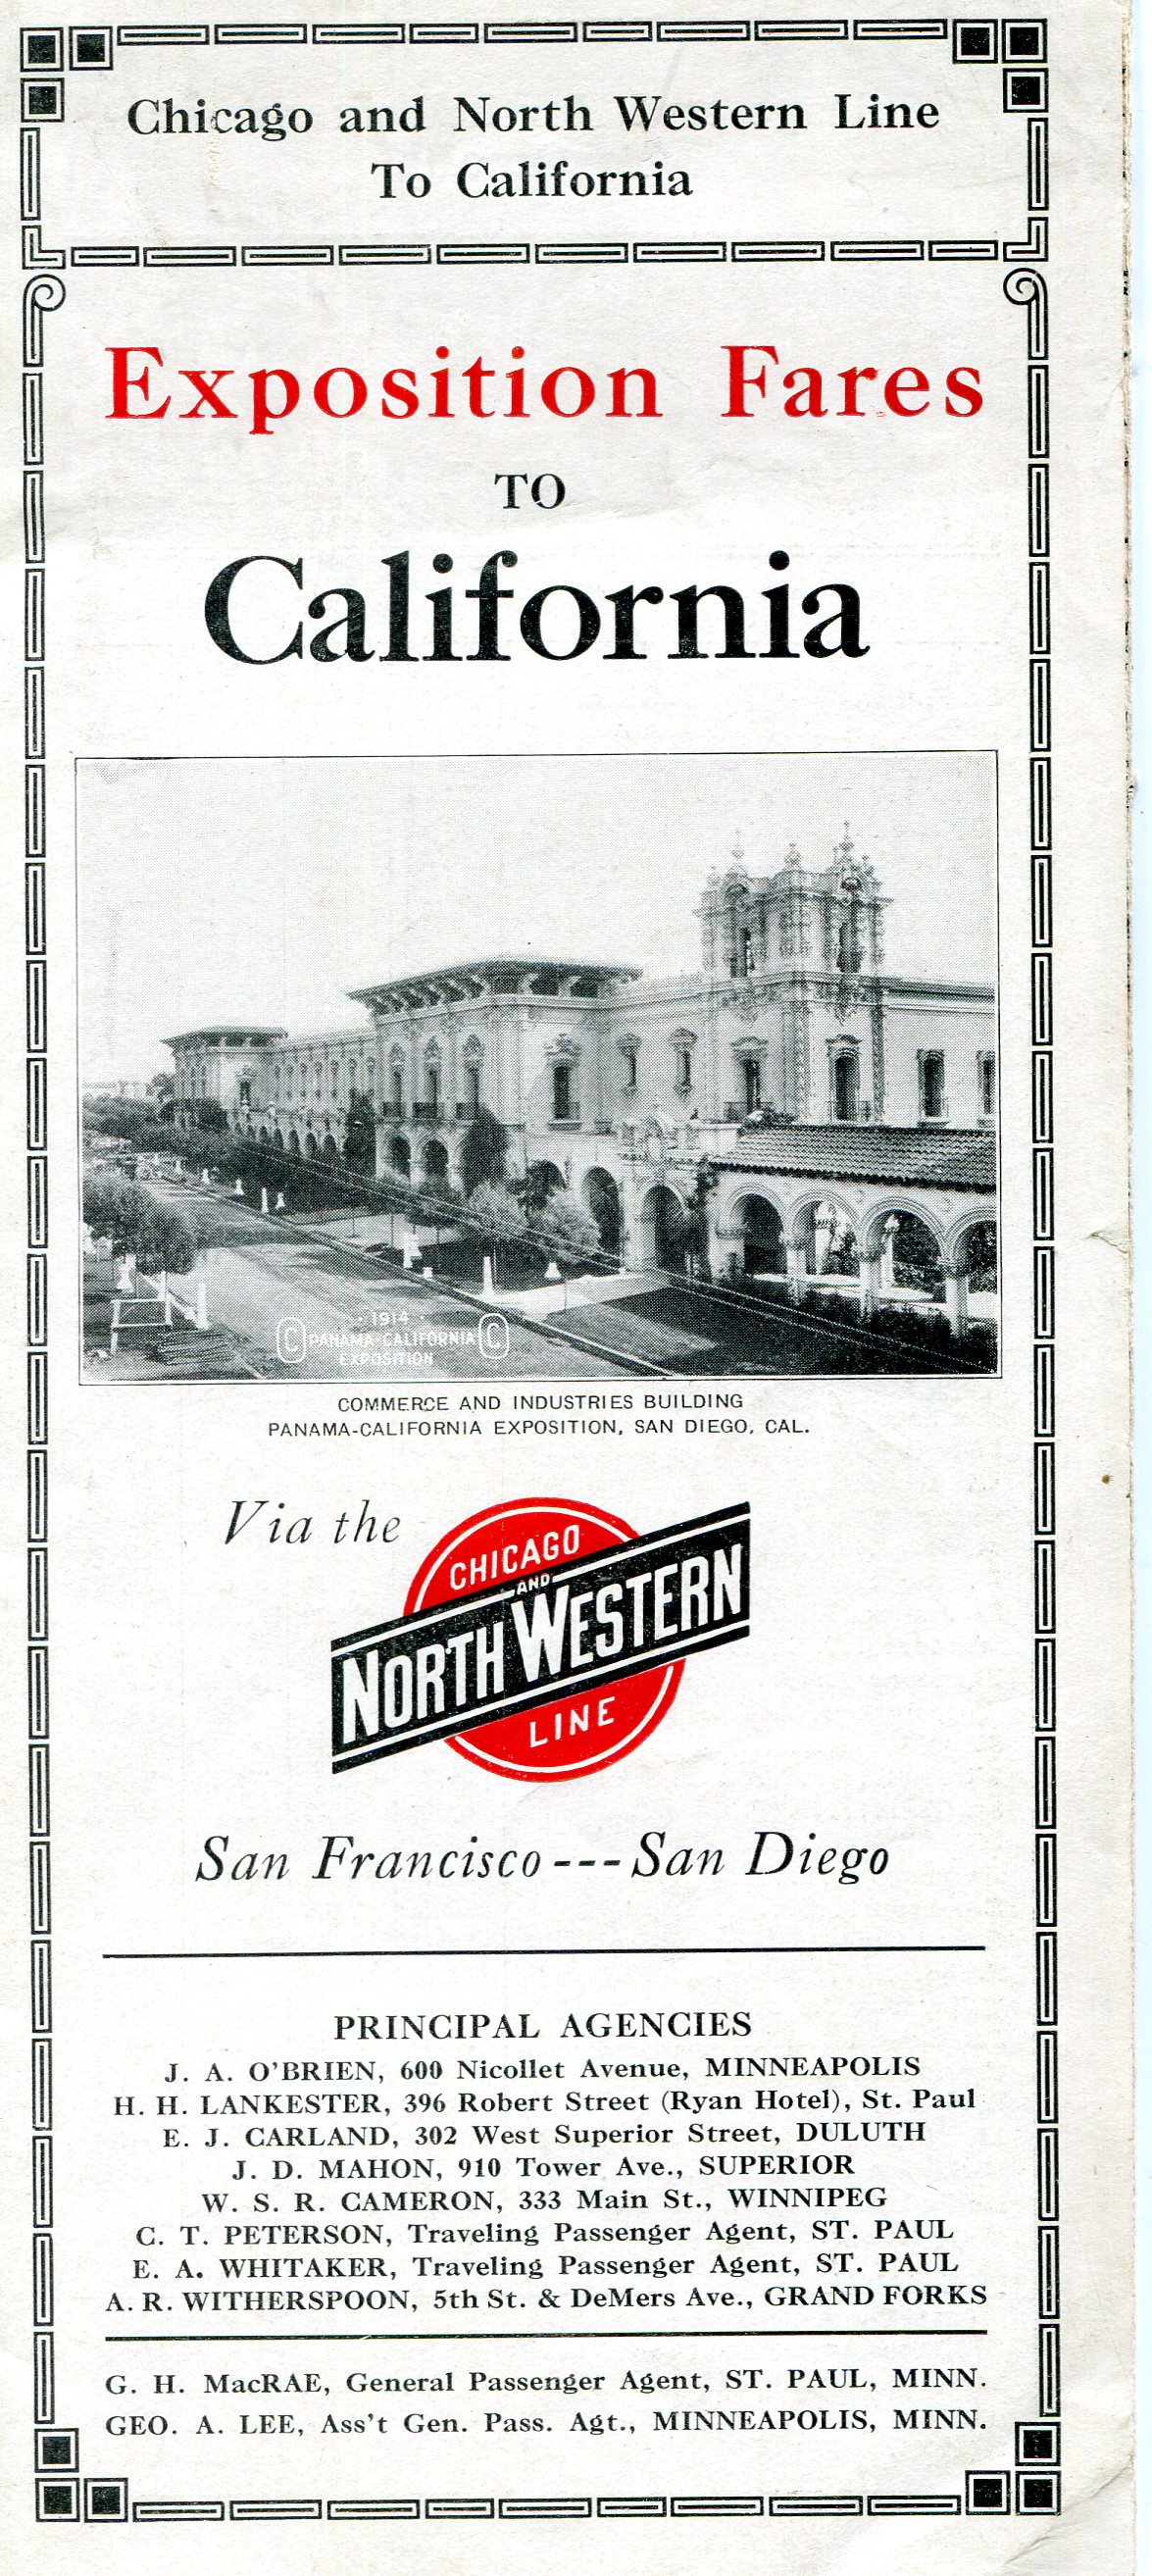 Chicago and North Western Line
To California
Exposition Fares
TO
California
1914
C PANAMA-CALIFORNIA C
EXPOSITION
COMMERCE AND INDUSTRIES BUILDING
PANAMA-CALIFORNIA EXPOSITION, SAN DIEGO, CAL.
Via the
CHICAGO
AND
NORTH WESTERN
LINE
San Francisco---San Diego
PRINCIPAL AGENCIES
J. A. O'BRIEN, 600 Nicollet Avenue, MINNEAPOLIS
H. H. LANKESTER, 396 Robert Street (Ryan Hotel), St. Paul
E. J. CARLAND, 302 West Superior Street, DULUTH
J. D. MAHON, 910 Tower Ave., SUPERIOR
W. S. R. CAMERON, 333 Main St., WINNIPEG
C. T. PETERSON, Traveling Passenger Agent, ST. PAUL
E. A. WHITAKER, Traveling Passenger Agent, ST. PAUL
A. R. WITHERSPOON, 5th St. & DeMers Ave., GRAND FORKS
G. H. MacRAE, General Passenger Agent, ST. PAUL, MINN.
GEO. A. LEE, Ass't Gen. Pass. Agt., MINNEAPOLIS, MINN.